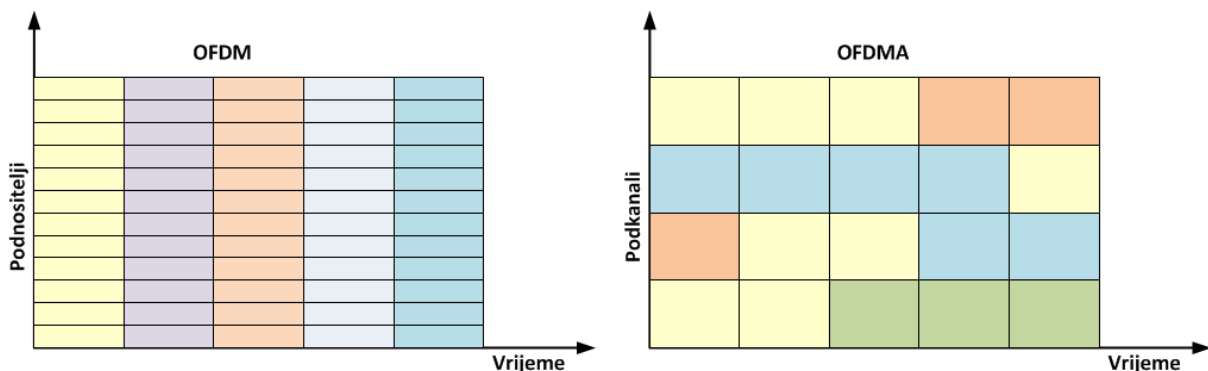 OFDM
Podnositelji
Vrijeme
OFDMA
Podkanali
Vrijeme